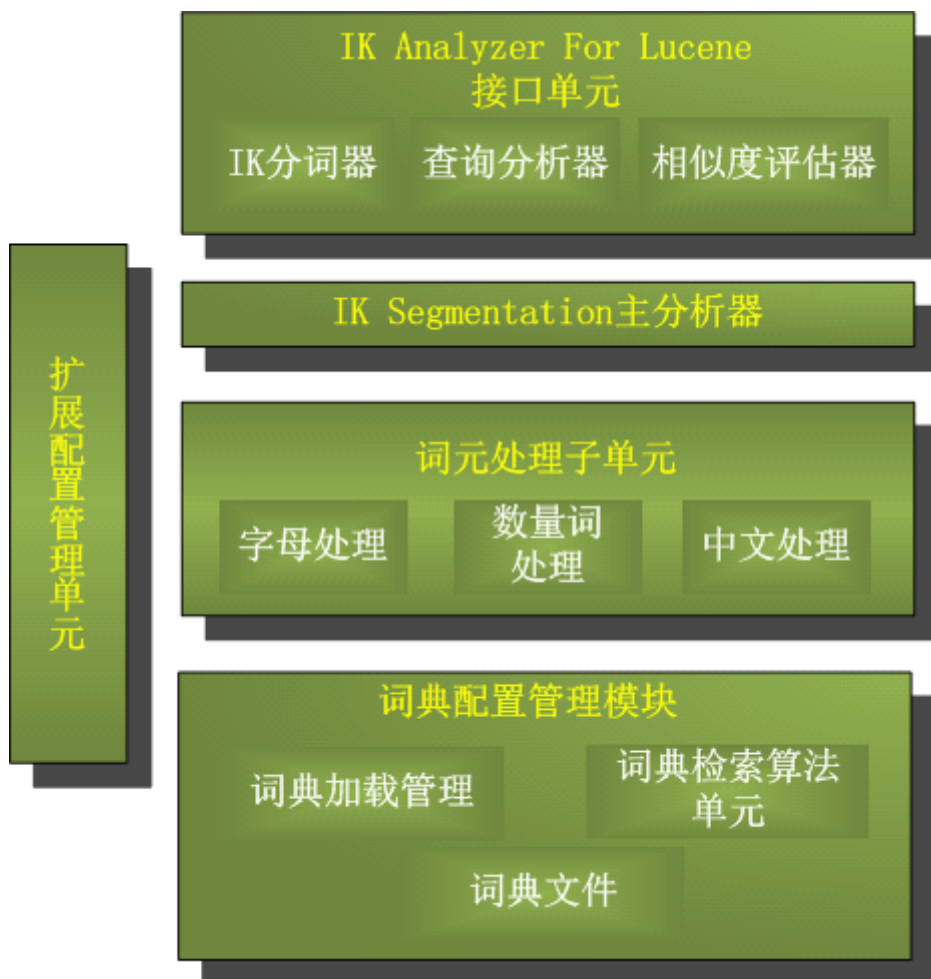 IK Analyzer For Lucene
接口单元
IK分词器
查询分析器
相似度评估器
IK Segmentation主分析器
扩展配置管理单元
词元处理子单元
字母处理
数量词
处理
中文处理
词典配置管理模块
词典加载管理
词典检索算法
单元
词典文件